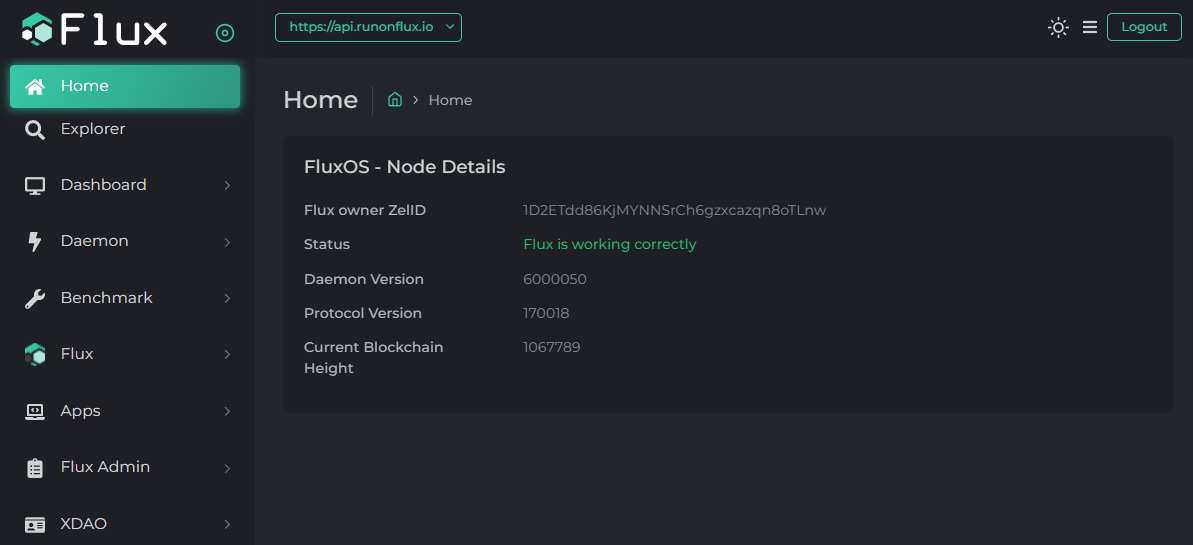 Flux
https://api.runonflux.io
Logout
Home
Explorer
Dashboard
Daemon
Benchmark
Flux
Apps
Flux Admin
XDAO
Home
Home
FluxOS - Node Details
Flux owner ZelID 1D2ETdd86KjMYNNSrCh6gzxcazqn8oTLnw
Status Flux is working correctly
Daemon Version 6000050
Protocol Version 170018
Current Blockchain 1067789
Height